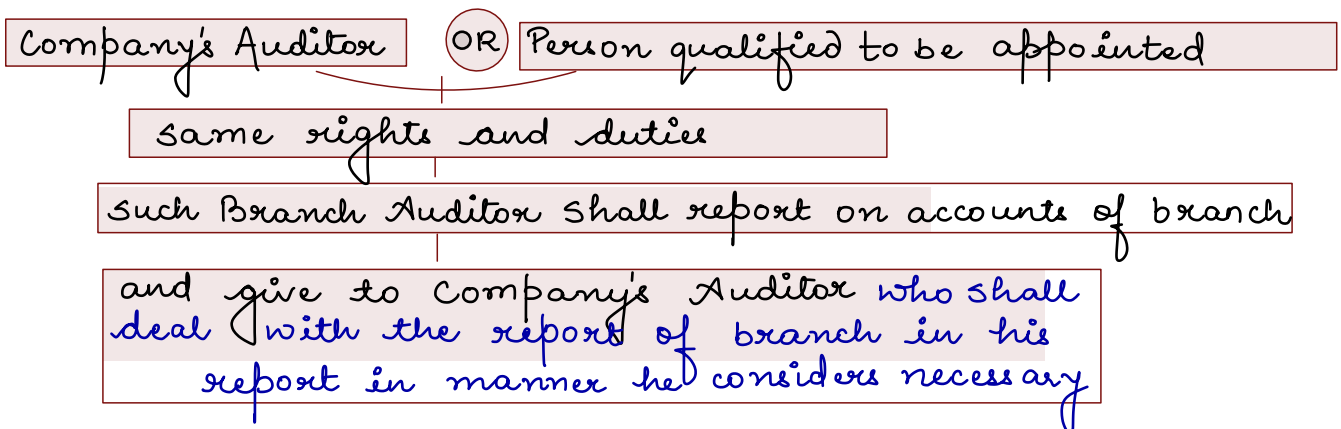 Company's Auditor OR Person qualified to be appointed
same rights and duties
such Branch Auditor shall report on accounts of branch
and give to Company's Auditor who shall
deal with the report of branch in his
report in manner he considers necessary